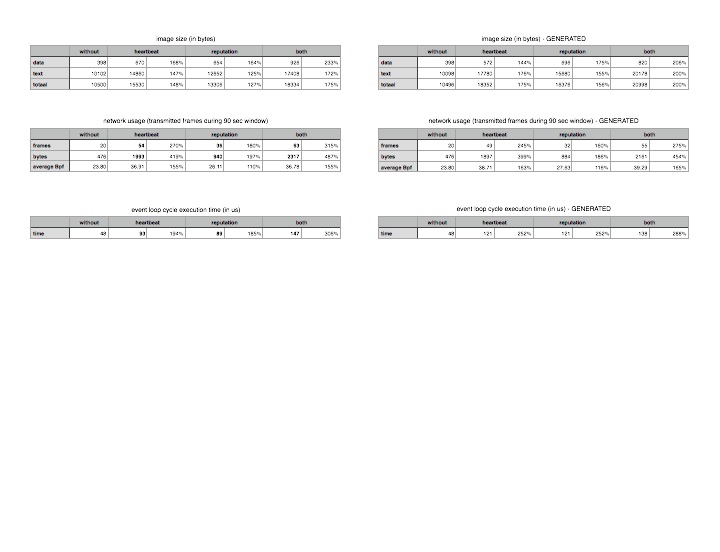 image size (in bytes)
without heartbeat reputation both
data 398 670 168% 654 164% 926 233%
text 10102 14860 147% 12652 125% 17408 172%
totaal 10500 15530 148% 13306 127% 18334 175%
network usage (transmitted frames during 90 sec window)
without heartbeat reputation both
frames 20 54 270% 36 180% 63 315%
bytes 476 1993 419% 940 197% 2317 487%
average Bpf 23.80 36.91 155% 26.11 110% 36.78 155%
event loop cycle execution time (in us)
without heartbeat reputation both
time 48 93 194% 89 185% 147 306%
image size (in bytes) - GENERATED
without heartbeat reputation both
data 398 572 144% 696 175% 820 206%
text 10098 17780 176% 15680 155% 20178 200%
totaal 10496 18352 175% 16376 156% 20998 200%
network usage (transmitted frames during 90 sec window) - GENERATED
without heartbeat reputation both
frames 20 49 245% 32 160% 55 275%
bytes 476 1897 399% 884 186% 2161 454%
average Bpf 23.80 38.71 163% 27.63 116% 39.29 165%
event loop cycle execution time (in us) - GENERATED
without heartbeat reputation both
time 48 121 252% 121 252% 138 288%